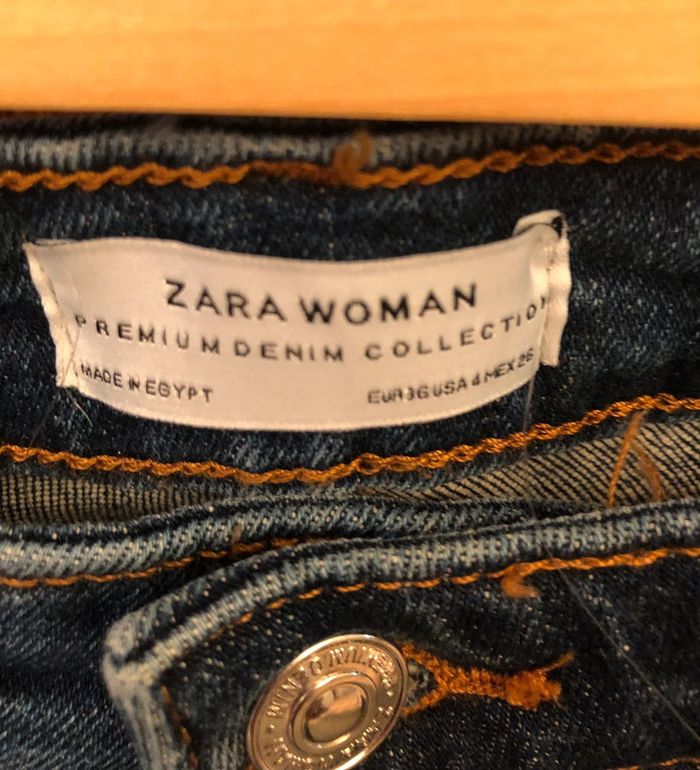 ZARA WOMAN
PREMIUM DENIM COLLECTION
MADE IN EGYPT
EUR 36 USA 4 MEX 26